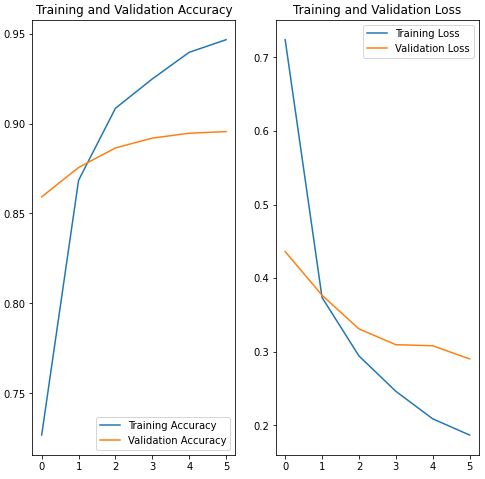 Training and Validation Accuracy
0.95
0.90
0.85
0.80
0.75
Training Accuracy
Validation Accuracy
0 1 2 3 4 5
Training and Validation Loss
Training Loss
Validation Loss
0.7
0.6
0.5
0.4
0.3
0.2
0 1 2 3 4 5